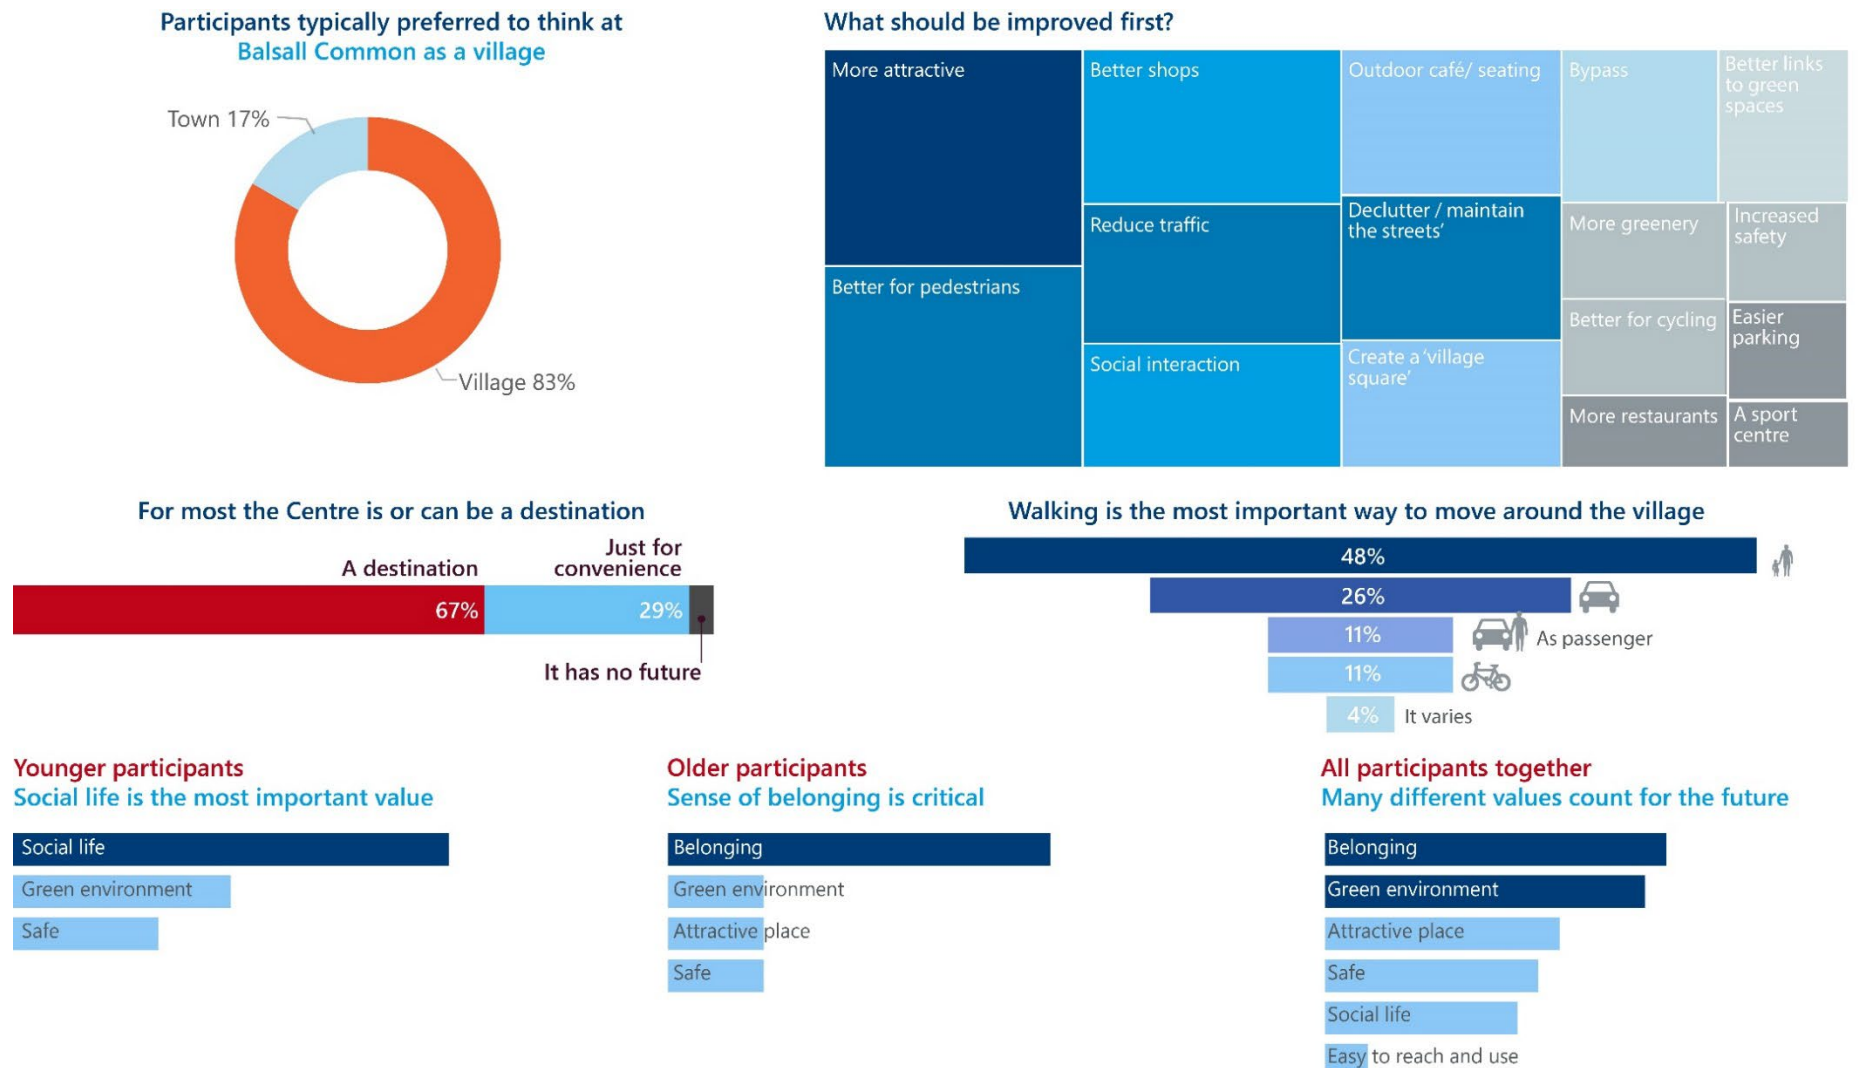 Participants typically preferred to think at
Balsall Common as a village
Town 17%
Village 83%
What should be improved first?
More attractive
Better for pedestrians
Better shops
Reduce traffic
Social interaction
Outdoor café/ seating
Declutter / maintain
the streets’
Create a ‘village
square’
Bypass
Better links
to green
spaces
More greenery
Increased
safety
Better for cycling
Easier
parking
More restaurants
A sport
centre
For most the Centre is or can be a destination
A destination
Just for
convenience
67%
29%
It has no future
Walking is the most important way to move around the village
48%
26%
11%
As passenger
11%
4%
It varies
Younger participants
Social life is the most important value
Social life
Green environment
Safe
Older participants
Sense of belonging is critical
Belonging
Green environment
Attractive place
Safe
All participants together
Many different values count for the future
Belonging
Green environment
Attractive place
Safe
Social life
Easy to reach and use